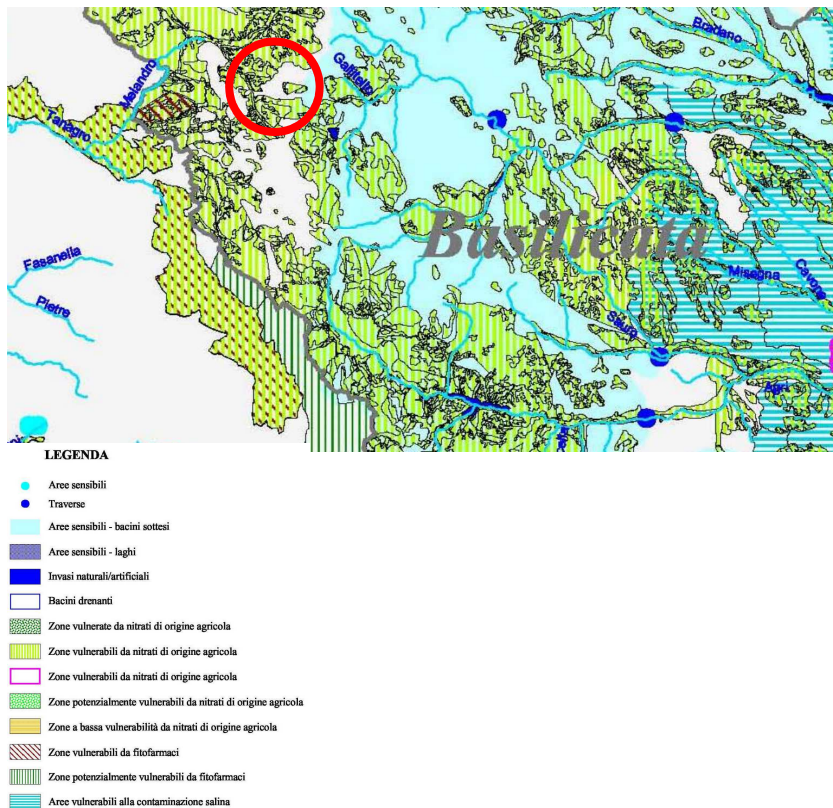 Bradano
Gallitello
Melandro
Tanagro
Basilicata
Fasanella
Misegna
Cavone
Pietre
Sauro
Agri
LEGENDA
Aree sensibili
Traverse
Aree sensibili - bacini sottesi
Aree sensibili - laghi
Invasi naturali/artificiali
Bacini drenanti
Zone vulnerate da nitrati di origine agricola
Zone vulnerabili da nitrati di origine agricola
Zone vulnerabili da nitrati di origine agricola
Zone potenzialmente vulnerabili da nitrati di origine agricola
Zone a bassa vulnerabilità da nitrati di origine agricola
Zone vulnerabili da fitofarmaci
Zone potenzialmente vulnerabili da fitofarmaci
Aree vulnerabili alla contaminazione salina